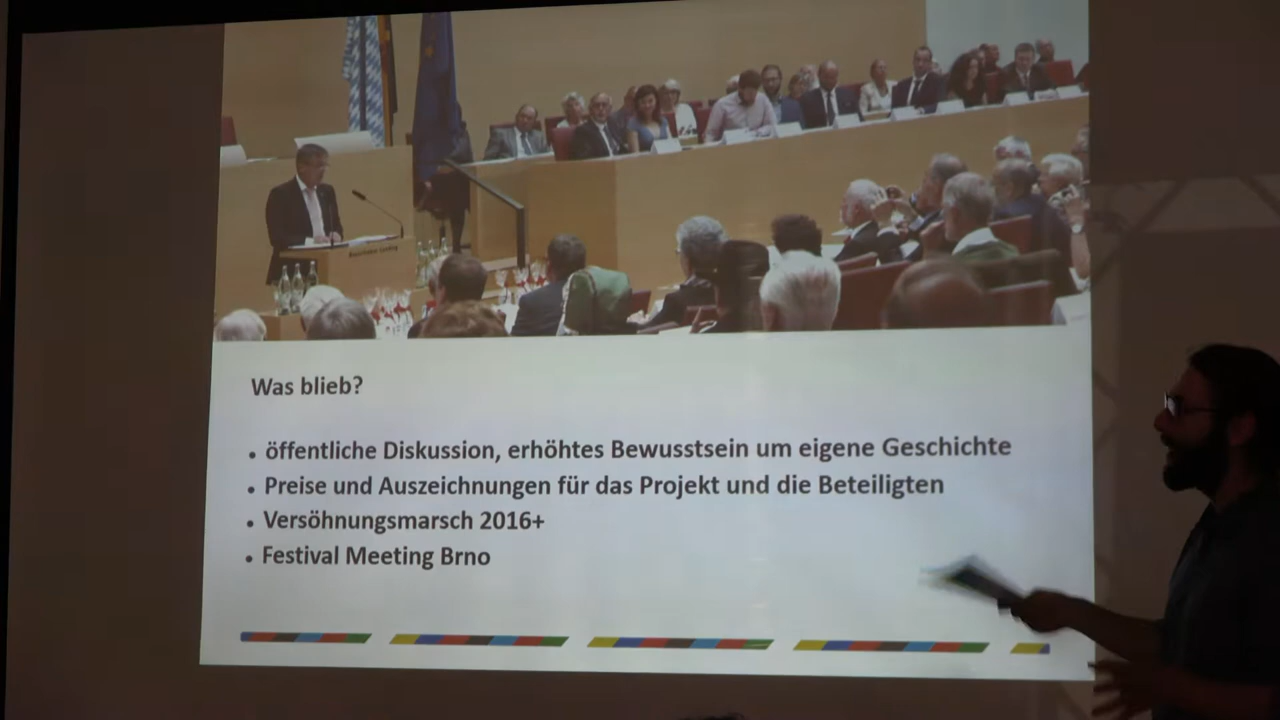 Was blieb?
• öffentliche Diskussion, erhöhtes Bewusstsein um eigene Geschichte
• Preise und Auszeichnungen für das Projekt und die Beteiligten
• Versöhnungsmarsch 2016+
• Festival Meeting Brno